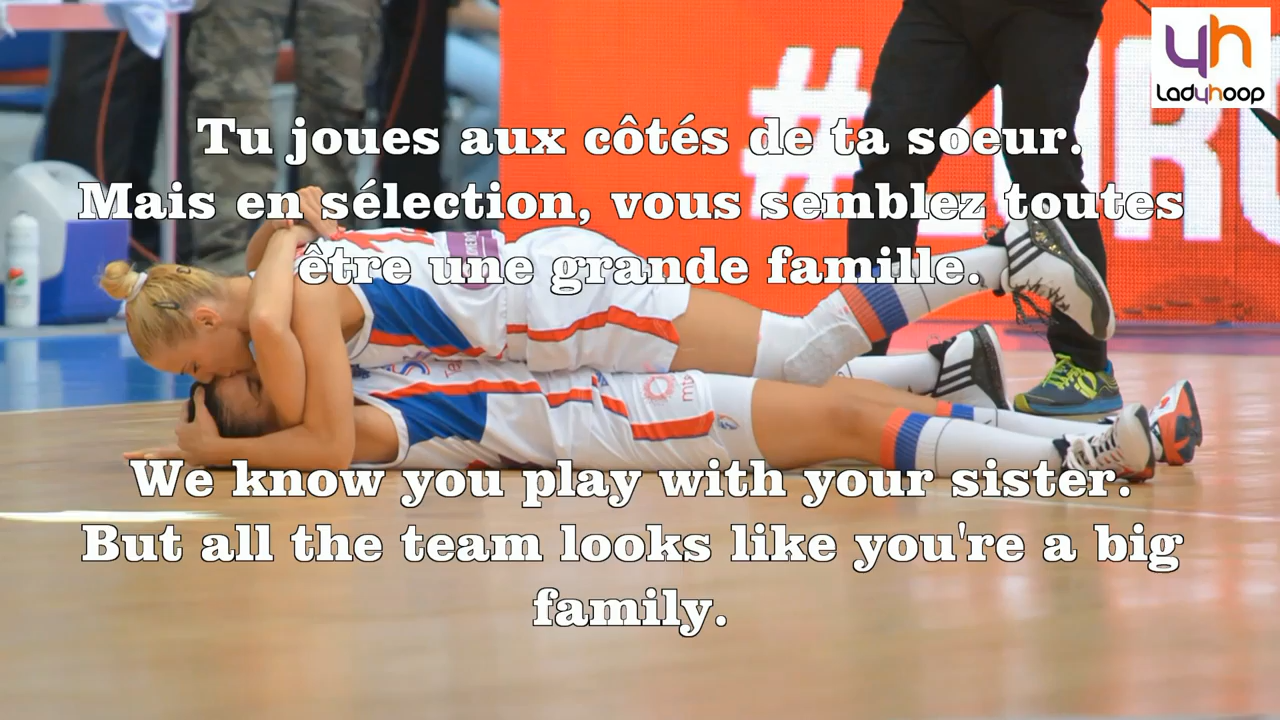 ladyhoop
Tu joues aux côtés de ta soeur.
Mais en sélection, vous semblez toutes
être une grande famille.
We know you play with your sister.
But all the team looks like you're a big
family.